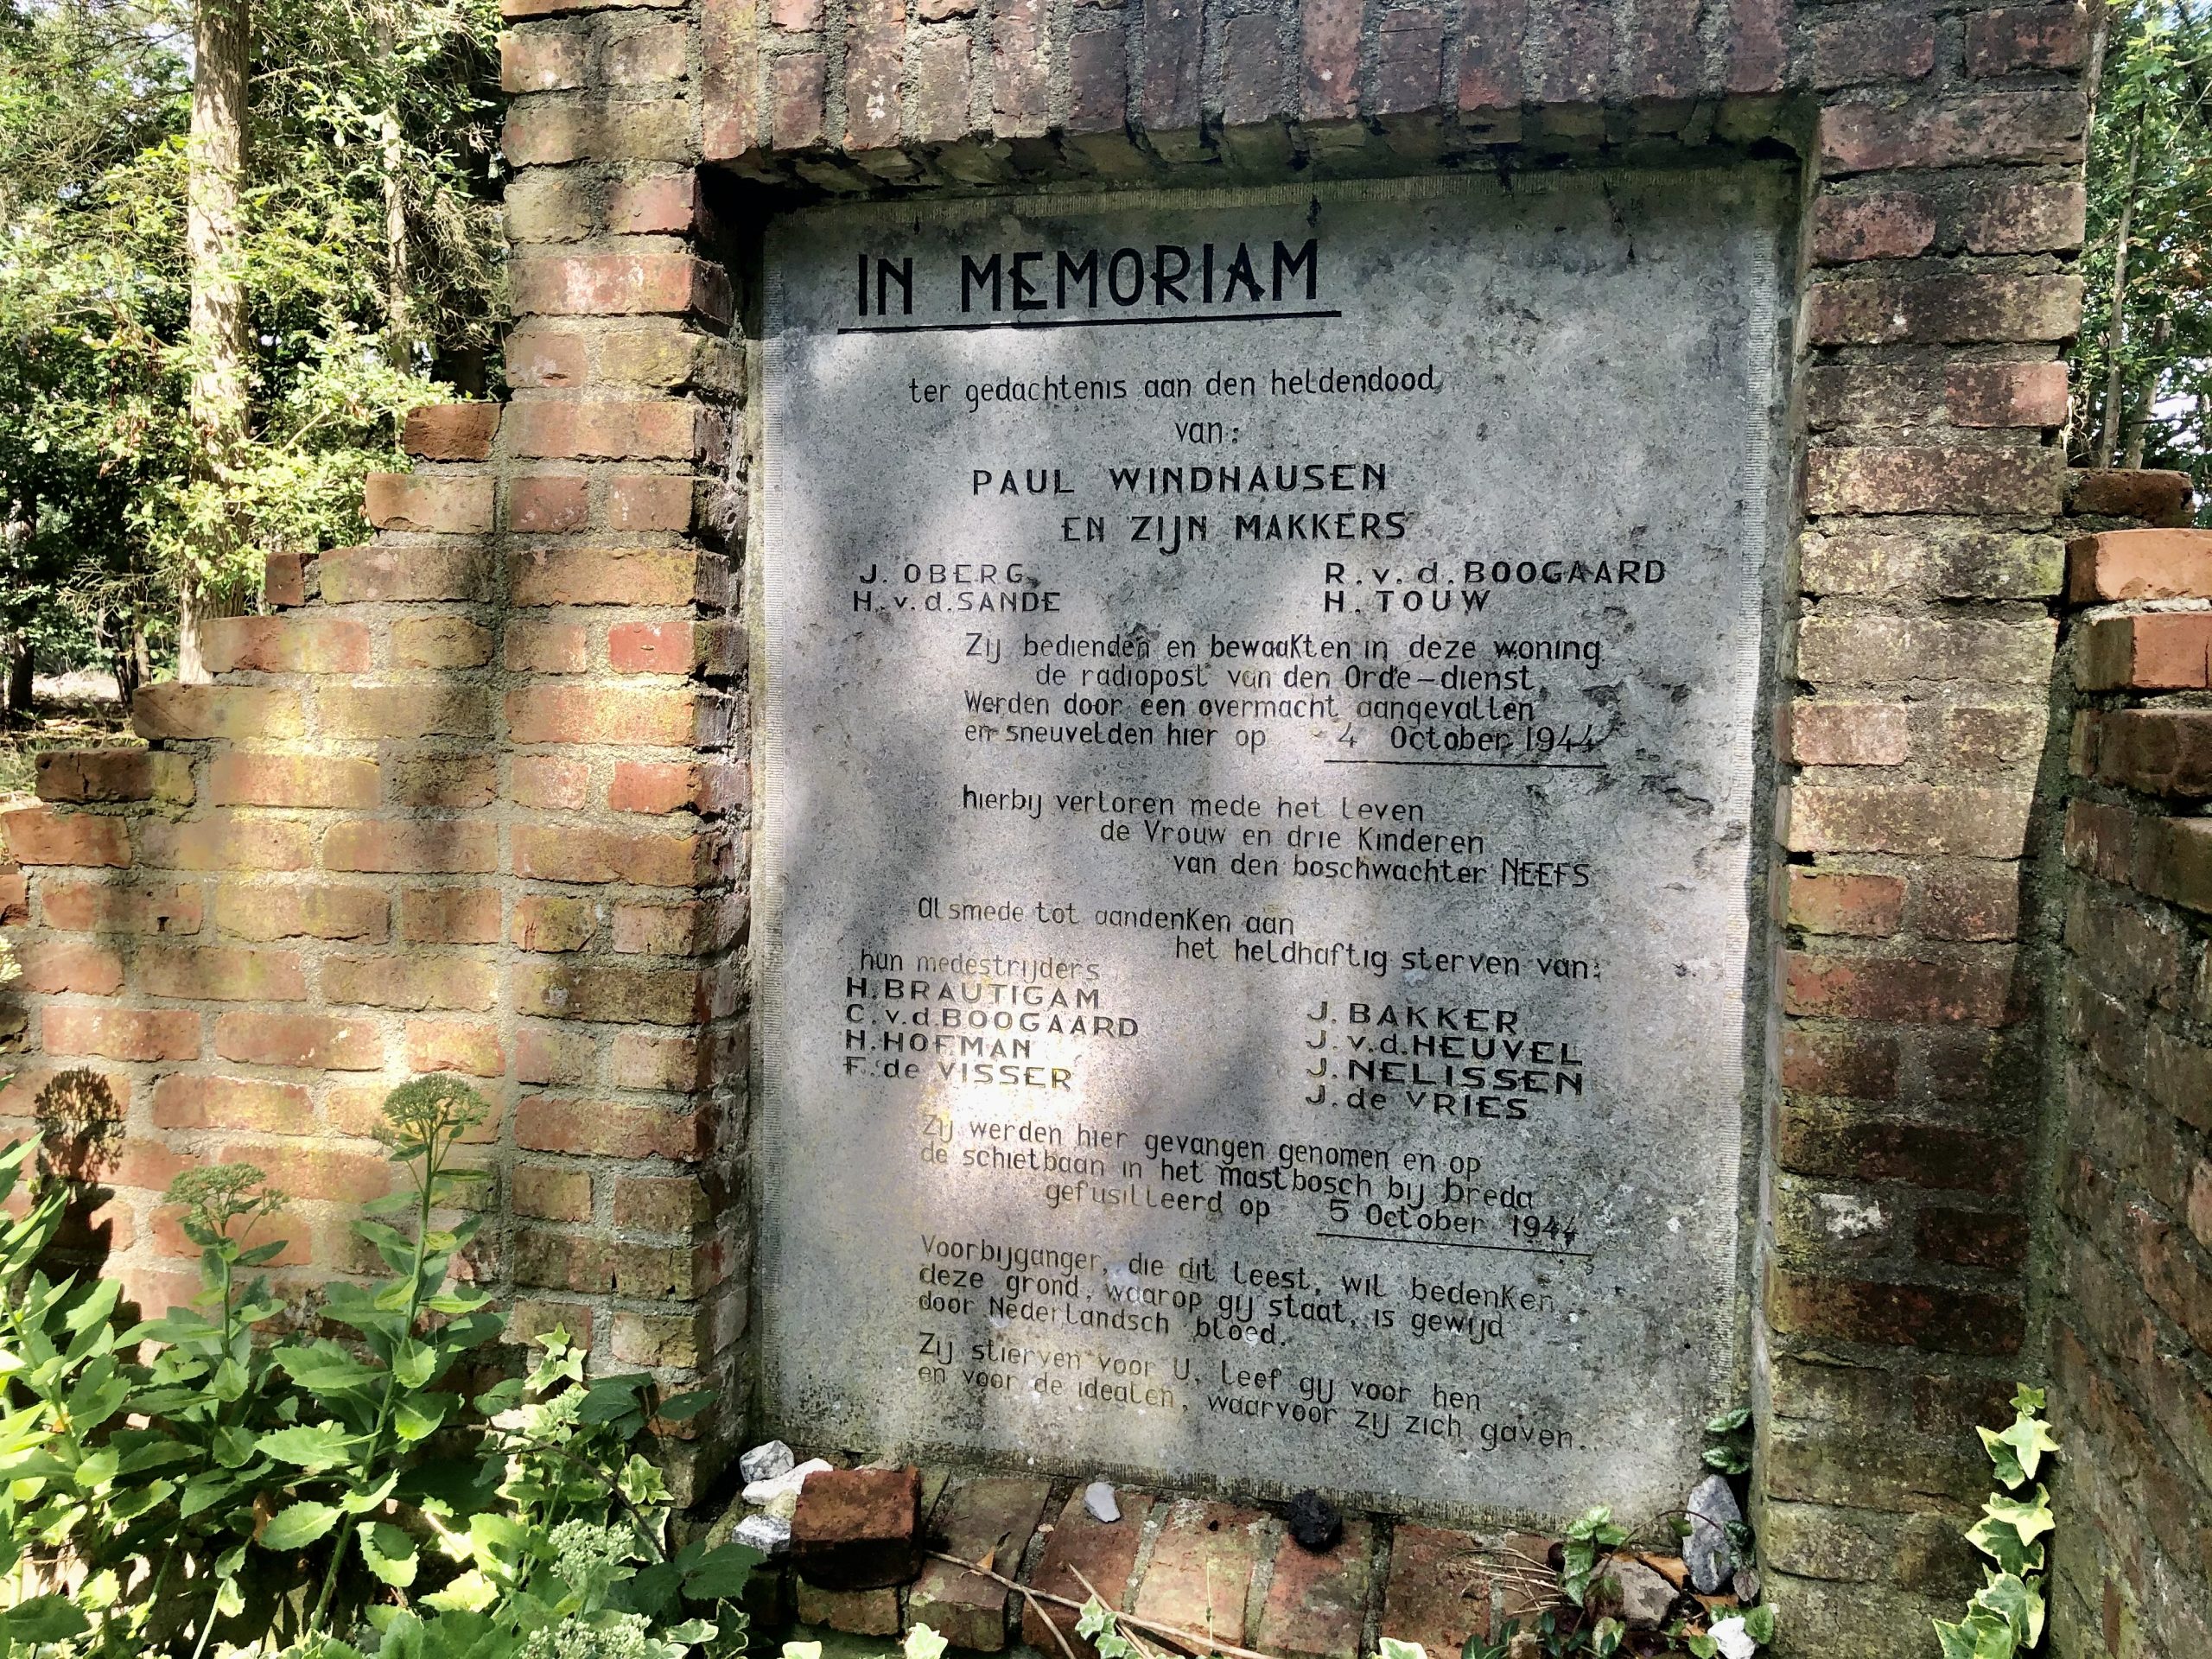 IN MEMORIAM
ter gedachtenis aan den heldendood
van:
PAUL WINDHAUSEN
EN ZIJN MAKKERS
J. OBERG R. v. d. BOOGAARD
H. v. d. SANDE H. TOUW
Zij bedienden en bewaakten in deze woning
de radiopost van den Orde-dienst
Werden door een overmacht aangevallen
en sneuvelden hier op 4 October 1944
hierbij verloren mede het leven
de Vrouw en drie Kinderen
van den boschwachter NEEFS
Alsmede tot aandenken aan
het heldhaftig sterven van:
hun medestrijders
H. BRAUTIGAM J. BAKKER
C. v. d. BOOGAARD J. v. d. HEUVEL
H. HOFMAN J. NELISSEN
F. de VISSER J. de VRIES
Zij werden hier gevangen genomen en op
de schietbaan in het mastbosch bij breda
gefusilleerd op 5 October 1944
Voorbijganger, die dit leest, wil bedenken
deze grond, waarop gij staat, is gewijd
door Nederlandsch bloed.
Zij stierven voor U, leef gij voor hen
en voor de idealen, waarvoor zij zich gaven.